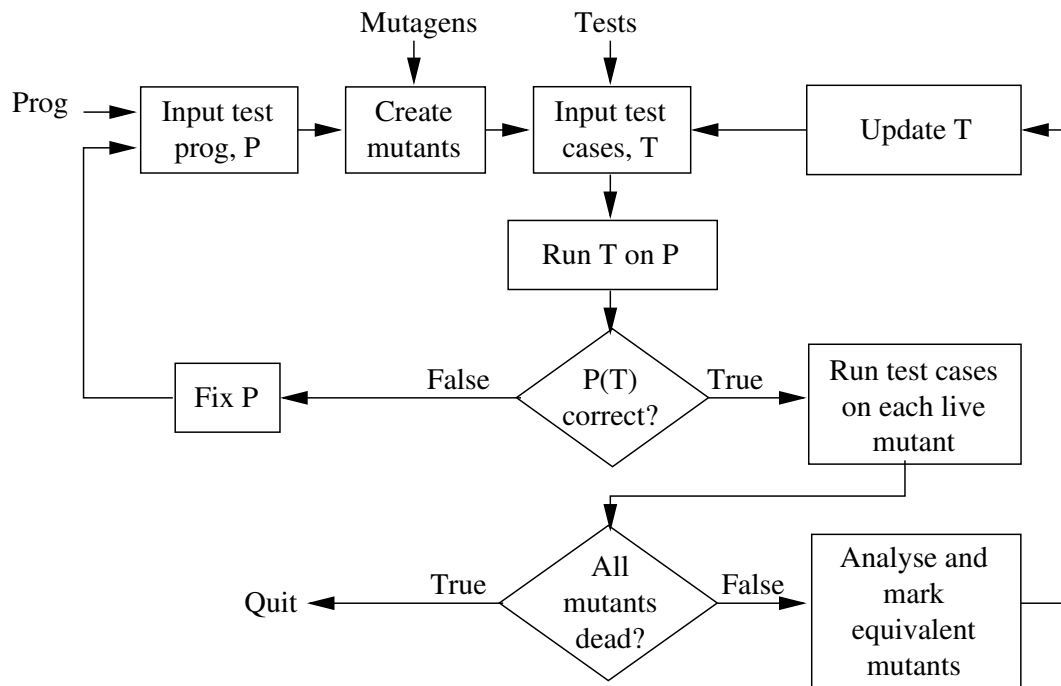 Mutagens
Tests
Prog
Input test
prog, P
Create
mutants
Input test
cases, T
Update T
Run T on P
False
P(T)
correct?
True
Fix P
Run test cases
on each live
mutant
Quit
True
All
mutants
dead?
False
Analyse and
mark
equivalent
mutants